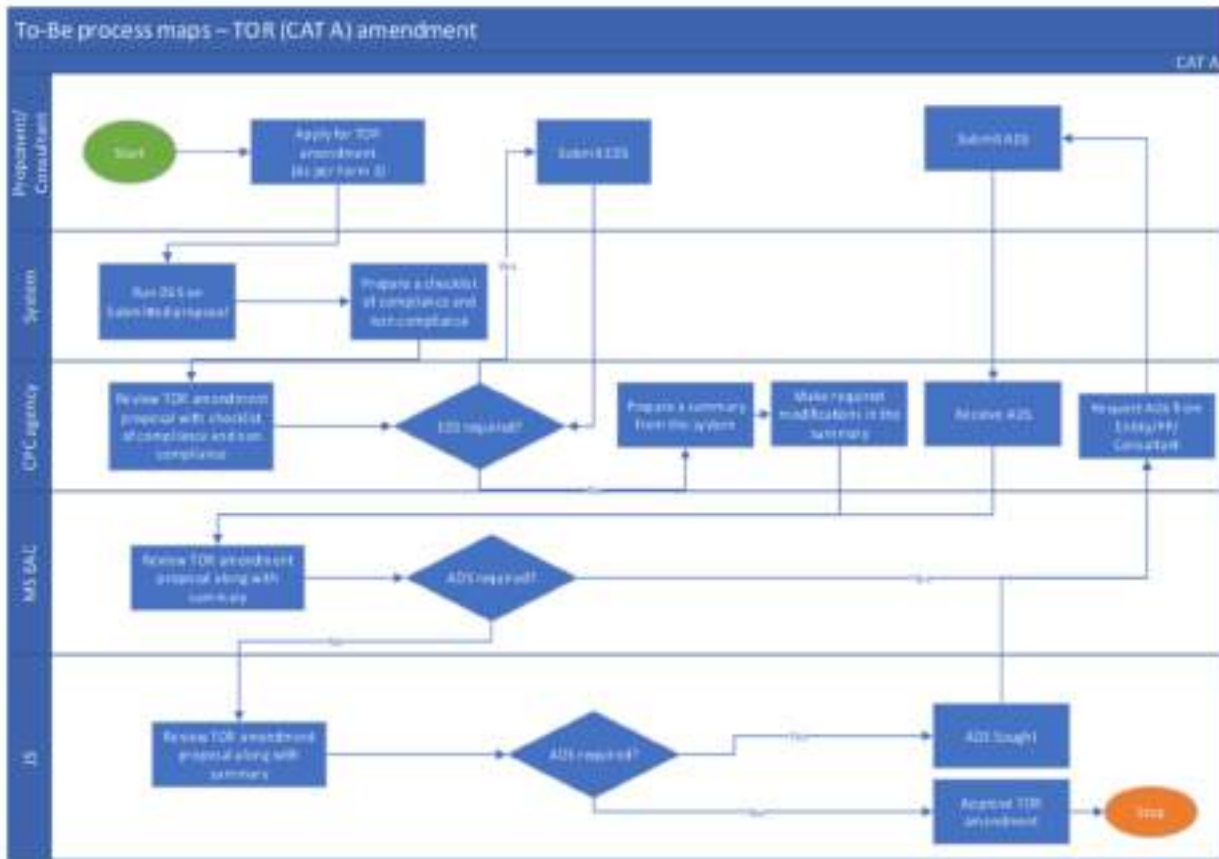 To-Be process maps – TOR (CAT A) amendment
CAT A
Proponent/
Consultant
Start
Apply for TOR
amendment
(As per form 3)
Submit EDS
Submit ADS
System
Run DSS on
Submitted proposal
Prepare a checklist
of compliance and
non compliance
Yes
CPC agency
Review TOR amendment
proposal with checklist
of compliance and non
compliance
EDS required?
Prepare a summary
from the system
Make required
modifications in the
summary
Receive ADS
Request ADS from
Entity/PP/
Consultant
MS EAC
Review TOR amendment
proposal along with
summary
ADS required?
JS
Review TOR amendment
proposal along with
summary
ADS required?
Yes
ADS Sought
Approve TOR
amendment
Stop